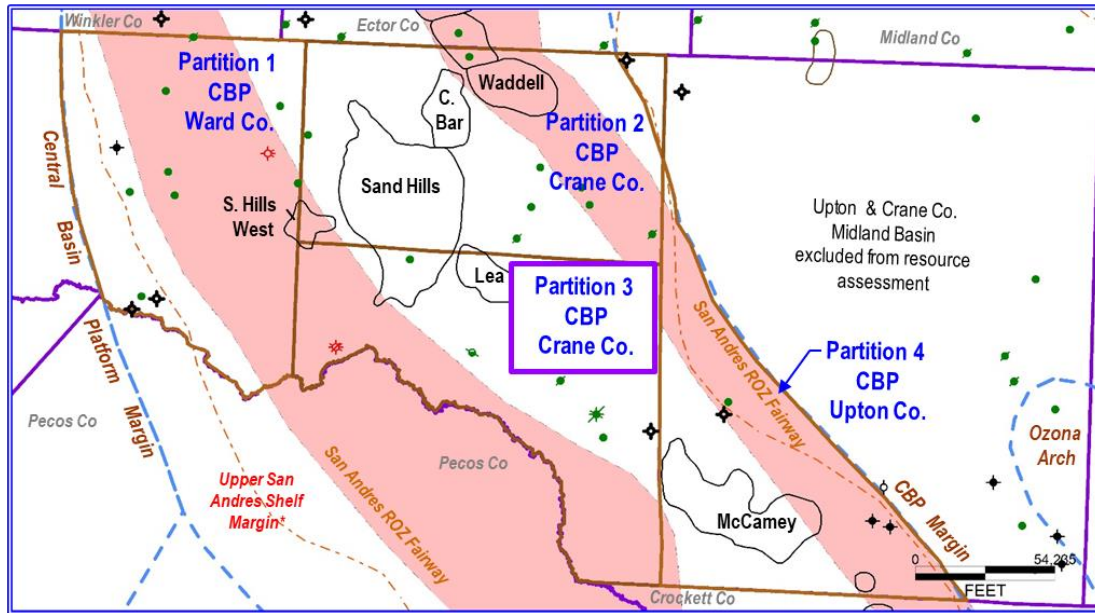 Winkler Co
Ector Co
Midland Co
Partition 1
CBP
Ward Co.
Waddell
C.
Bar
Partition 2
CBP
Crane Co.
Sand Hills
S. Hills
West
Central Basin Platform Margin
Upton & Crane Co.
Midland Basin
excluded from resource
assessment
Lea
Partition 3
CBP
Crane Co.
San Andres ROZ Fairway
Partition 4
CBP
Upton Co.
Pecos Co
Pecos Co
Upper San
Andres Shelf
Margin*
San Andres ROZ Fairway
McCamey
CBP Margin
Ozona
Arch
0 54,235
FEET
Crockett Co